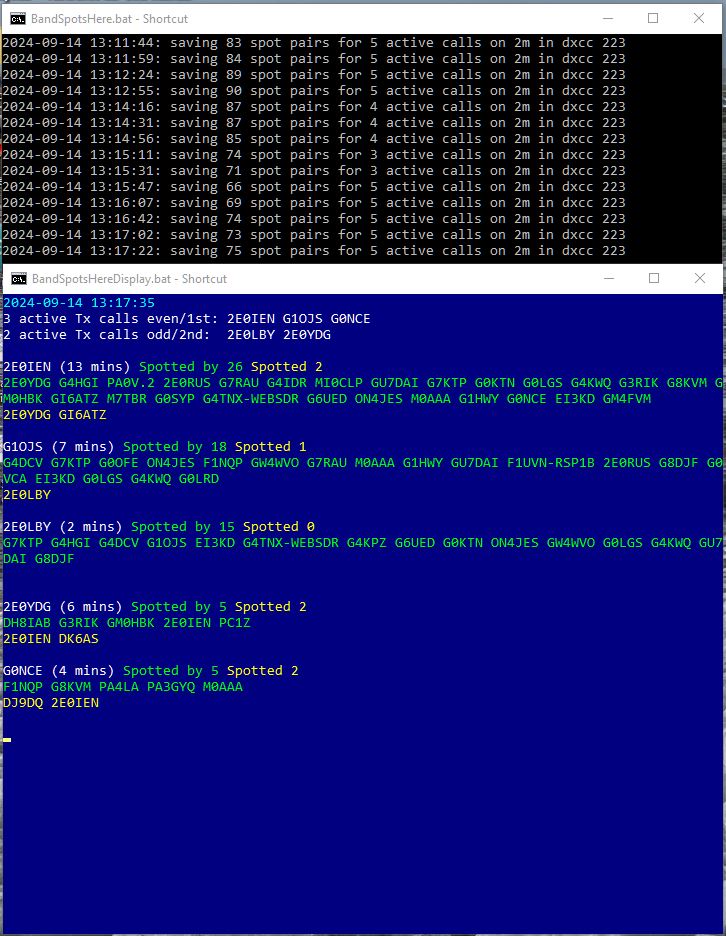 BandSpotsHere.bat - Shortcut
2024-09-14 13:11:44: saving 83 spot pairs for 5 active calls on 2m in dxcc 223
2024-09-14 13:11:59: saving 84 spot pairs for 5 active calls on 2m in dxcc 223
2024-09-14 13:12:24: saving 89 spot pairs for 5 active calls on 2m in dxcc 223
2024-09-14 13:12:55: saving 90 spot pairs for 5 active calls on 2m in dxcc 223
2024-09-14 13:14:16: saving 87 spot pairs for 4 active calls on 2m in dxcc 223
2024-09-14 13:14:31: saving 87 spot pairs for 4 active calls on 2m in dxcc 223
2024-09-14 13:14:56: saving 85 spot pairs for 4 active calls on 2m in dxcc 223
2024-09-14 13:15:11: saving 74 spot pairs for 3 active calls on 2m in dxcc 223
2024-09-14 13:15:31: saving 71 spot pairs for 3 active calls on 2m in dxcc 223
2024-09-14 13:15:47: saving 66 spot pairs for 5 active calls on 2m in dxcc 223
2024-09-14 13:16:07: saving 69 spot pairs for 5 active calls on 2m in dxcc 223
2024-09-14 13:16:42: saving 74 spot pairs for 5 active calls on 2m in dxcc 223
2024-09-14 13:17:02: saving 73 spot pairs for 5 active calls on 2m in dxcc 223
2024-09-14 13:17:22: saving 75 spot pairs for 5 active calls on 2m in dxcc 223
BandSpotsHereDisplay.bat - Shortcut
2024-09-14 13:17:35
3 active Tx calls even/1st: 2E0IEN G1OJS G0NCE
2 active Tx calls odd/2nd:  2E0LBY 2E0YDG
2E0IEN (13 mins) Spotted by 26 Spotted 2
2E0YDG G4HGI PA0V.2 2E0RUS G7RAU G4IDR MI0CLP GU7DAI G7KTP G0KTN G0LGS G4KWQ G3RIK G8KVM G
M0HBK GI6ATZ M7TBR G0SYP G4TNX-WEBSDR G6UED ON4JES M0AAA G1HWY G0NCE EI3KD GM4FVM
2E0YDG GI6ATZ
G1OJS (7 mins) Spotted by 18 Spotted 1
G4DCV G7KTP G0OFE ON4JES F1NQP GW4WVO G7RAU M0AAA G1HWY GU7DAI F1UVN-RSP1B 2E0RUS G8DJF G0
VCA EI3KD G0LGS G4KWQ G0LRD
2E0LBY
2E0LBY (2 mins) Spotted by 15 Spotted 0
G7KTP G4HGI G4DCV G1OJS EI3KD G4TNX-WEBSDR G4KPZ G6UED G0KTN ON4JES GW4WVO G0LGS G4KWQ GU7
DAI G8DJF
2E0YDG (6 mins) Spotted by 5 Spotted 2
DH8IAB G3RIK GM0HBK 2E0IEN PC1Z
2E0IEN DK6AS
G0NCE (4 mins) Spotted by 5 Spotted 2
F1NQP G8KVM PA4LA PA3GYQ M0AAA
DJ9DQ 2E0IEN